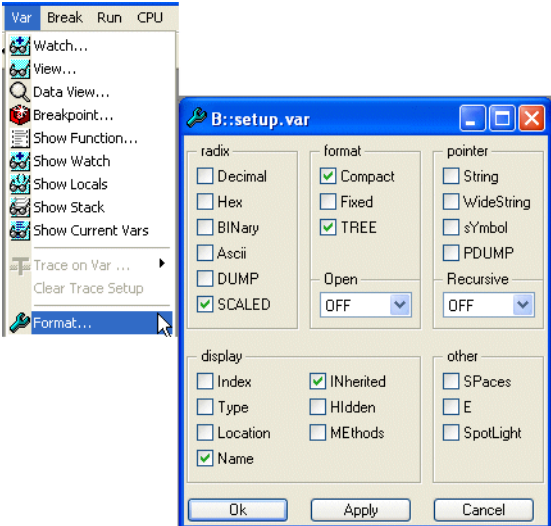 Var Break Run CPU
Watch...
View...
Data View...
Breakpoint...
Show Function...
Show Watch
Show Locals
Show Stack
Show Current Vars
Trace on Var ...
Clear Trace Setup
Format...
B::setup.var
radix
Decimal
Hex
BINary
Ascii
DUMP
SCALED
format
Compact
Fixed
TREE
Open
OFF
pointer
String
WideString
sYmbol
PDUMP
Recursive
OFF
display
Index
Type
Location
Name
INherited
HIdden
MEthods
other
SPaces
E
SpotLight
Ok Apply Cancel